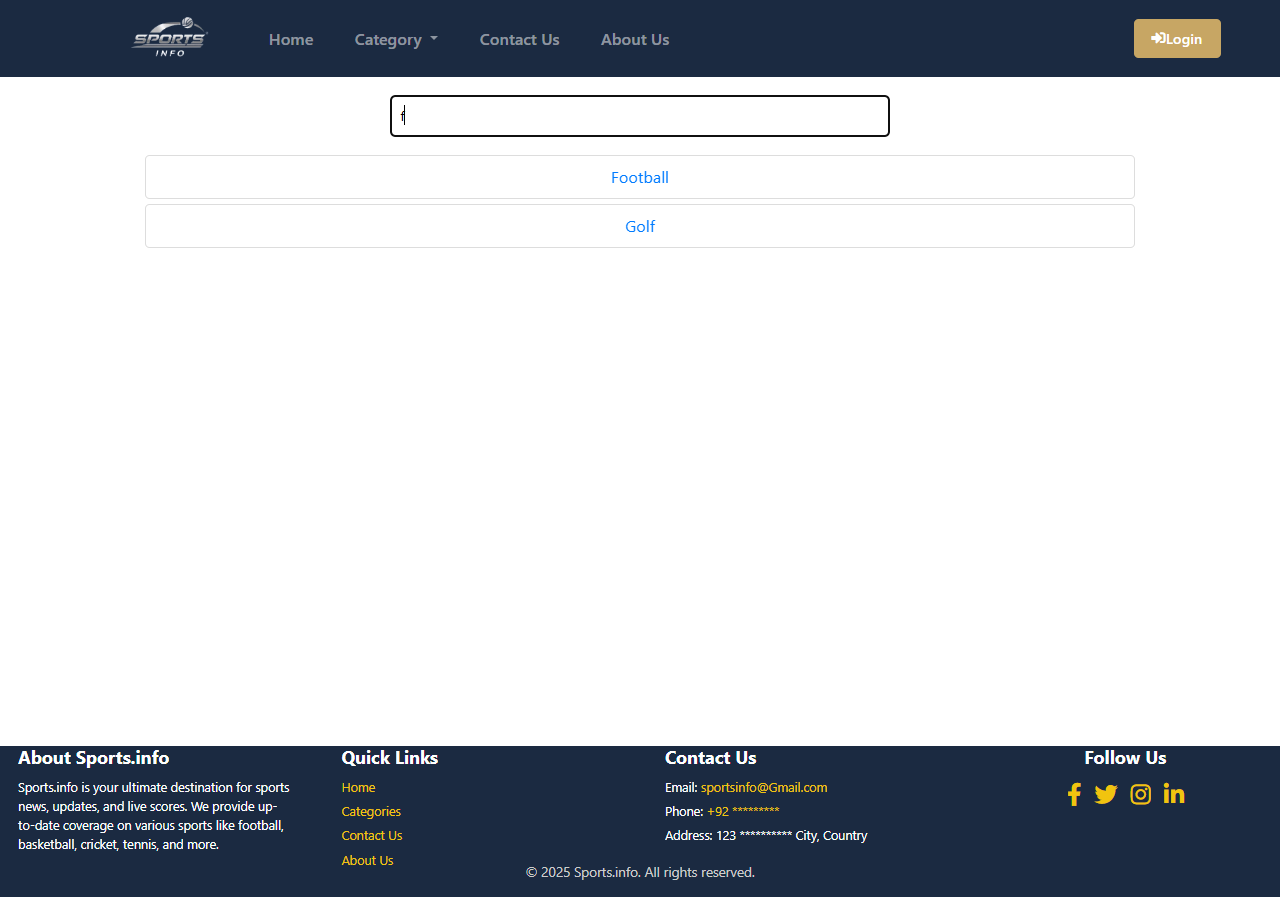 SPORTS
INFO
Home
Category
Contact Us
About Us
Login
f
Football
Golf
About Sports.info
Sports.info is your ultimate destination for sports
news, updates, and live scores. We provide up-
to-date coverage on various sports like football,
basketball, cricket, tennis, and more.
Quick Links
Home
Categories
Contact Us
About Us
Contact Us
Email: sportsinfo@Gmail.com
Phone: +92 *********
Address: 123 ********** City, Country
Follow Us
© 2025 Sports.info. All rights reserved.